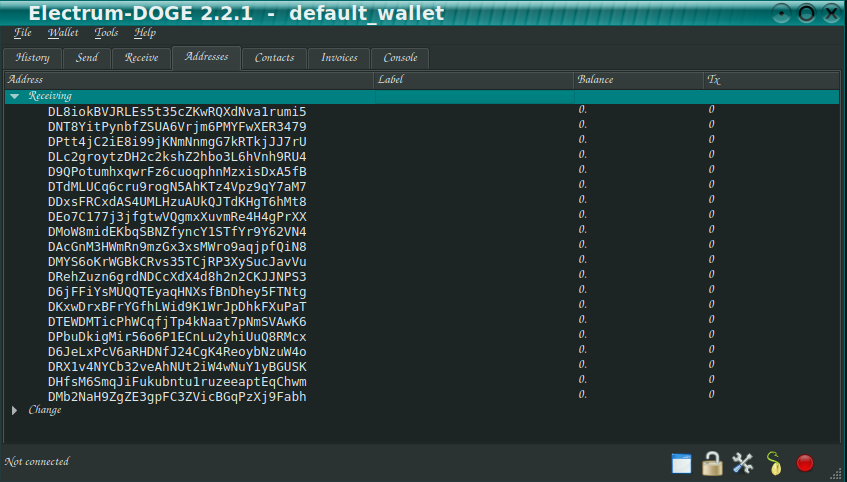 Electrum-DOGE 2.2.1 - default_wallet
File Wallet Tools Help
History Send Receive Addresses Contacts Invoices Console
Address Label Balance Tx
Receiving
DL8iokBVJRLEs5t35cZKwRQXdNva1rumi5 0. 0
DNT8YitPynbfZSUA6Vrjm6PMYFwXER3479 0. 0
DPtt4jC2iE8i99jKNmNnmgG7kRTkjJJ7rU 0. 0
DLc2groytzDH2c2kshZ2hbo3L6hVnh9RU4 0. 0
D9QPotumhxqwrFz6cuoqphnMzxisDxA5fB 0. 0
DTdMLUCq6cru9rogN5AhKTz4Vpz9qY7aM7 0. 0
DDxsFRCxdAS4UMLHzuAUkQJTdKHgT6hMt8 0. 0
DEo7C177j3jfgtwVQgmxXuvmRe4H4gPrXX 0. 0
DMoW8midEKbqSBNZfyncY1STfYr9Y62VN4 0. 0
DAcGnM3HWmRn9mzGx3xsMWro9aqjpfQiN8 0. 0
DMYS6oKrWGBkCRvs35TCjRP3XySucJavVu 0. 0
DRehZuzn6grdNDCcXdX4d8h2n2CKJJNPS3 0. 0
D6jFFiYsMUQQTEyaqHNXsfBnDhey5FTNtg 0. 0
DKxwDrxBFrYGfhLWid9K1WrJpDhkFXuPaT 0. 0
DTEWDMTicPhWCqfjTp4kNaat7pNmSVAwK6 0. 0
DPbuDkigMir56o6P1ECnLu2yhiUuQ8RMcx 0. 0
D6JeLxPcV6aRHDNfJ24CgK4ReoybNzuW4o 0. 0
DRX1v4NYCb32veAhNUt2iW4wNuY1yBGUSK 0. 0
DHfsM6SmqJiFukubntu1ruzeeaptEqChwm 0. 0
DMb2NaH9ZgZE3gpFC3ZVicBGqPzXj9Fabh 0. 0
Change
Not connected